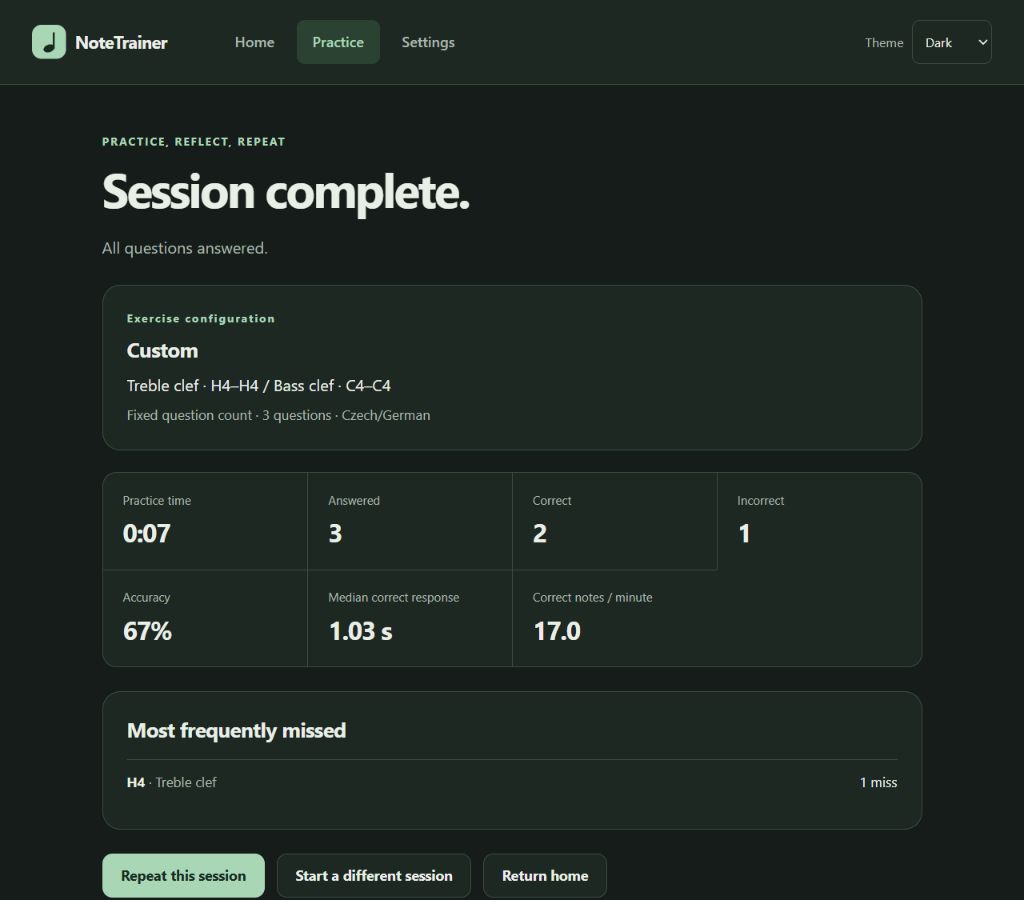 NoteTrainer
Home
Practice
Settings
Theme
Dark
PRACTICE, REFLECT, REPEAT
Session complete.
All questions answered.
Exercise configuration
Custom
Treble clef · H4–H4 / Bass clef · C4–C4
Fixed question count · 3 questions · Czech/German
Practice time
0:07
Answered
3
Correct
2
Incorrect
1
Accuracy
67%
Median correct response
1.03 s
Correct notes / minute
17.0
Most frequently missed
H4 · Treble clef
1 miss
Repeat this session
Start a different session
Return home